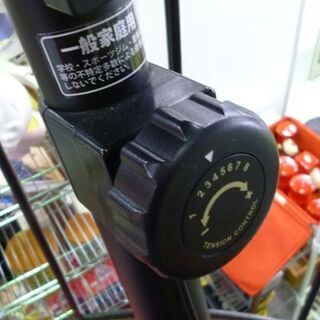 一般家庭用
学校・スポーツジム・
等の不特定多数による
しないでください。
1 2 3 4 5 6 7 8
- +
TENSION CONTROL